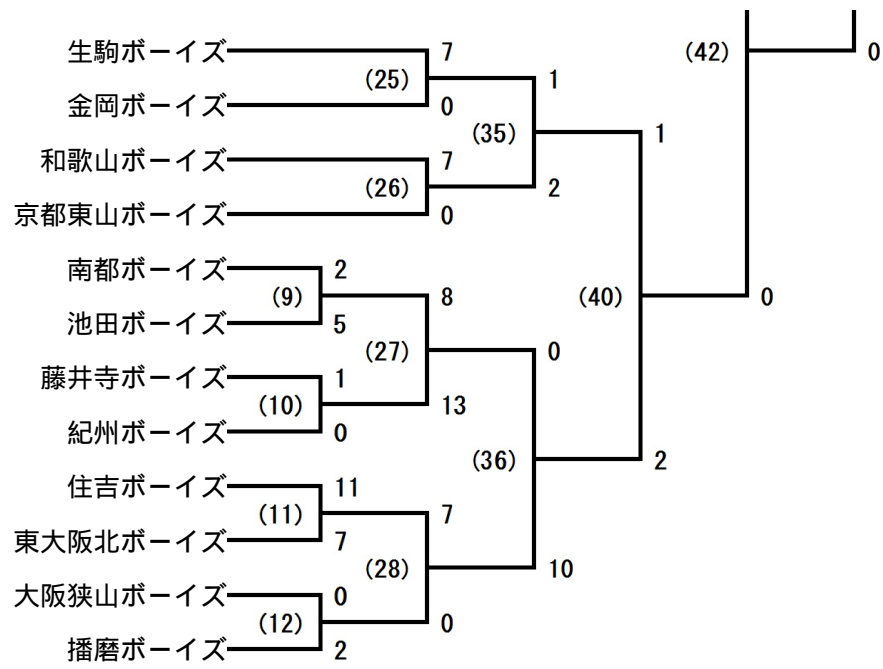 (42) 0
生駒ボーイズ 7
(25) 1
金岡ボーイズ 0
(35) 1
和歌山ボーイズ 7
(26) 2
京都東山ボーイズ 0
南都ボーイズ 2
(9) 8 (40) 0
池田ボーイズ 5
(27) 0
藤井寺ボーイズ 1
(10) 13
紀州ボーイズ 0
(36) 2
住吉ボーイズ 11
(11) 7
東大阪北ボーイズ 7
(28) 10
大阪狭山ボーイズ 0
(12) 0
播磨ボーイズ 2